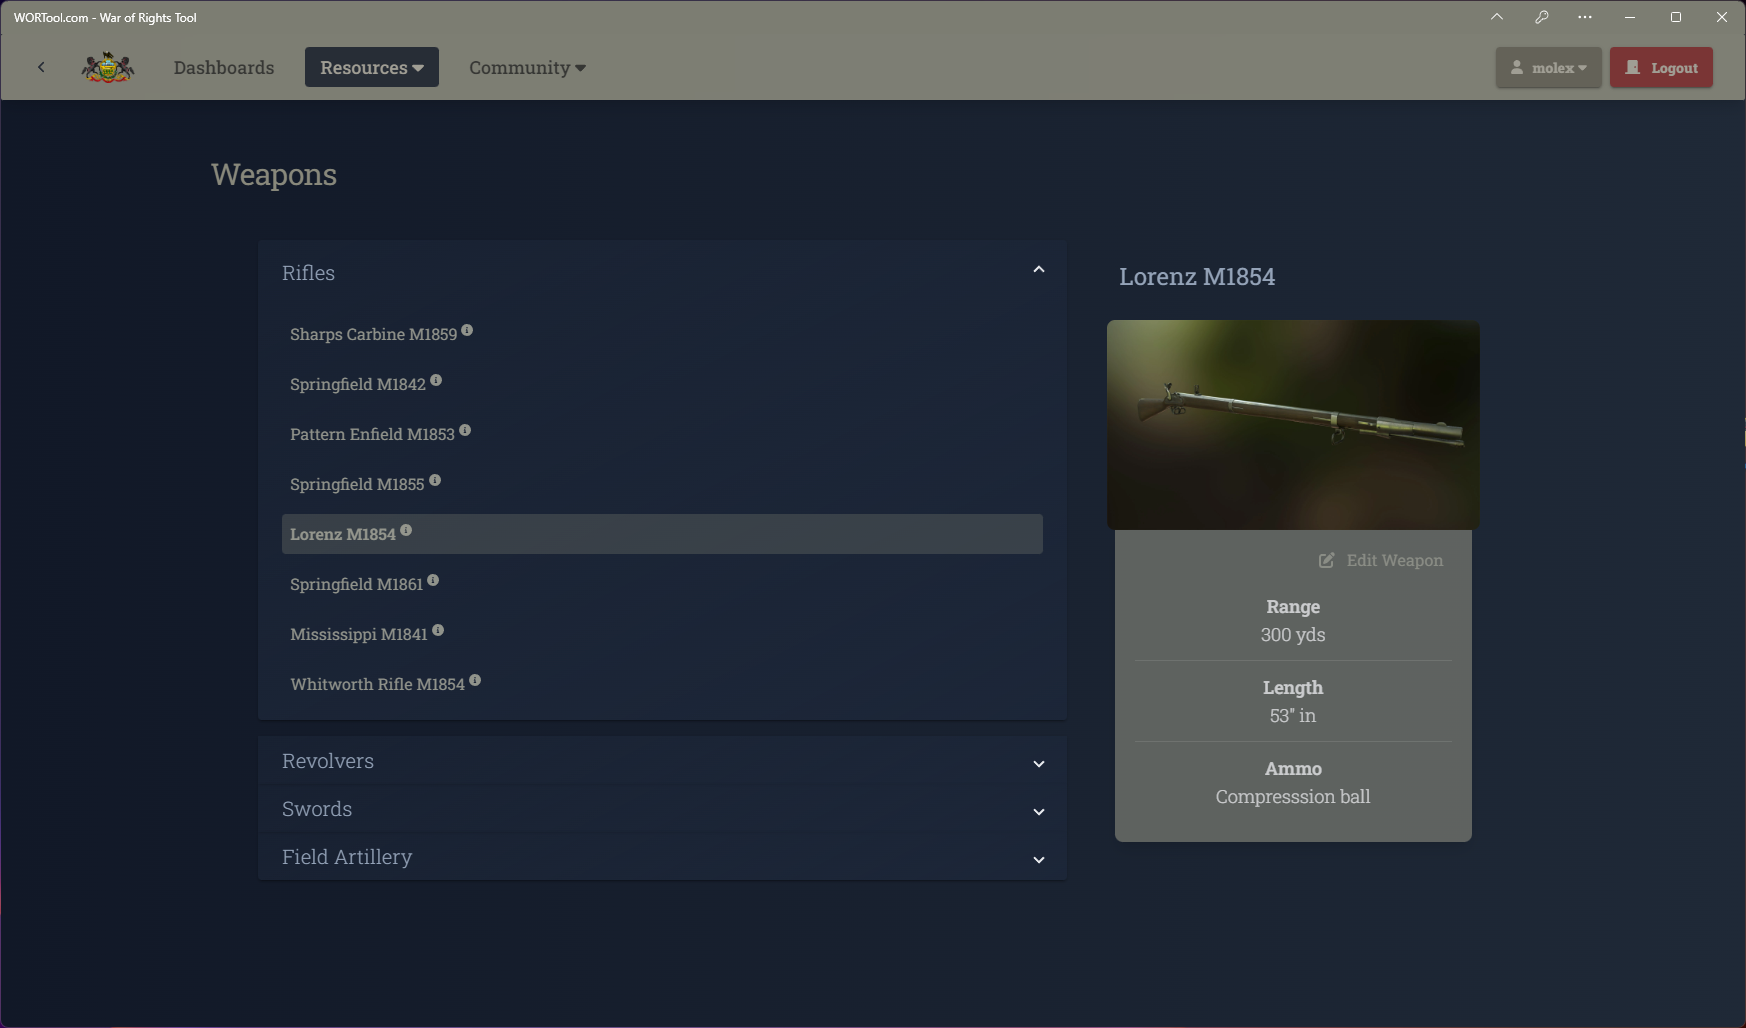 WORTool.com - War of Rights Tool
Dashboards
Resources
Community
molex
Logout
Weapons
Rifles
Sharps Carbine M1859
Springfield M1842
Pattern Enfield M1853
Springfield M1855
Lorenz M1854
Springfield M1861
Mississippi M1841
Whitworth Rifle M1854
Revolvers
Swords
Field Artillery
Lorenz M1854
Edit Weapon
Range
300 yds
Length
53" in
Ammo
Compresssion ball